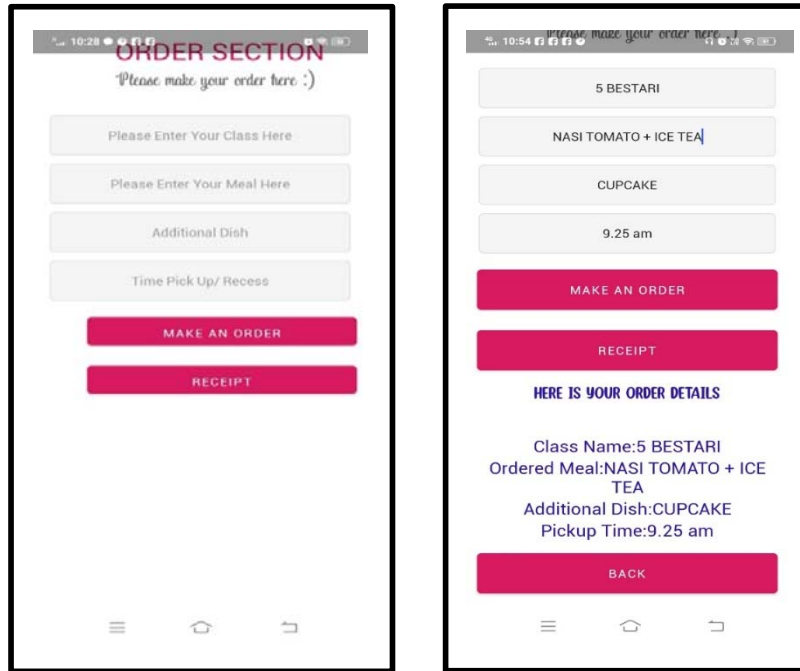 10:28
ORDER SECTION
Please make your order here :)
Please Enter Your Class Here
Please Enter Your Meal Here
Additional Dish
Time Pick Up/ Recess
MAKE AN ORDER
RECEIPT
10:54
Please make your order here :)
5 BESTARI
NASI TOMATO + ICE TEA
CUPCAKE
9.25 am
MAKE AN ORDER
RECEIPT
HERE IS YOUR ORDER DETAILS
Class Name:5 BESTARI
Ordered Meal:NASI TOMATO + ICE
TEA
Additional Dish:CUPCAKE
Pickup Time:9.25 am
BACK